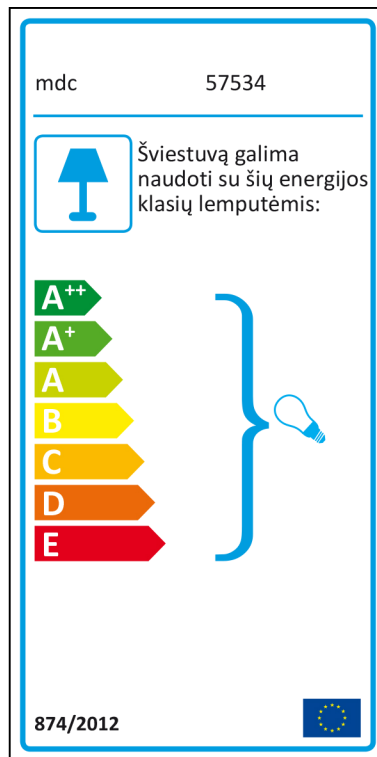 mdc 57534
Šviestuvą galima
naudoti su šių energijos
klasių lemputėmis:
A++
A+
A
B
C
D
E
874/2012